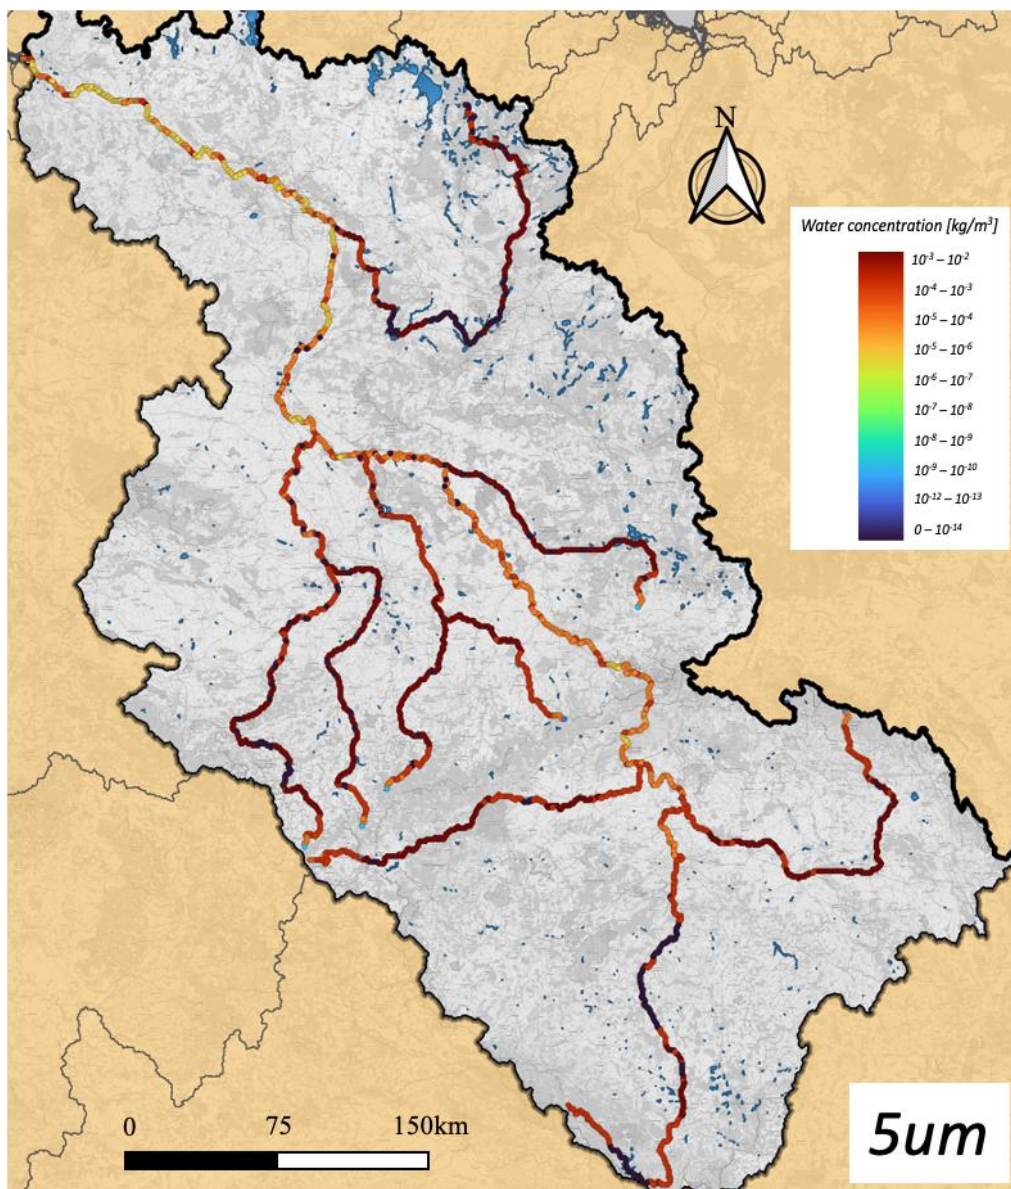 N
Water concentration [kg/m³]
10⁻³ – 10⁻²
10⁻⁴ – 10⁻³
10⁻⁵ – 10⁻⁴
10⁻⁵ – 10⁻⁶
10⁻⁶ – 10⁻⁷
10⁻⁷ – 10⁻⁸
10⁻⁸ – 10⁻⁹
10⁻⁹ – 10⁻¹⁰
10⁻¹² – 10⁻¹³
0 – 10⁻¹⁴
0 75 150km
5um